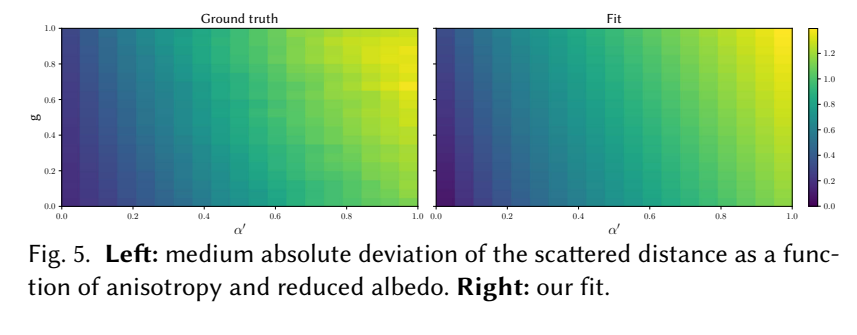 Ground truth
Fit
1.0
0.8
0.6
0.4
0.2
0.0
g
0.0 0.2 0.4 0.6 0.8 1.0
α′
0.0 0.2 0.4 0.6 0.8 1.0
α′
1.2
1.0
0.8
0.6
0.4
0.2
0.0
Fig. 5. Left: medium absolute deviation of the scattered distance as a func-
tion of anisotropy and reduced albedo. Right: our fit.